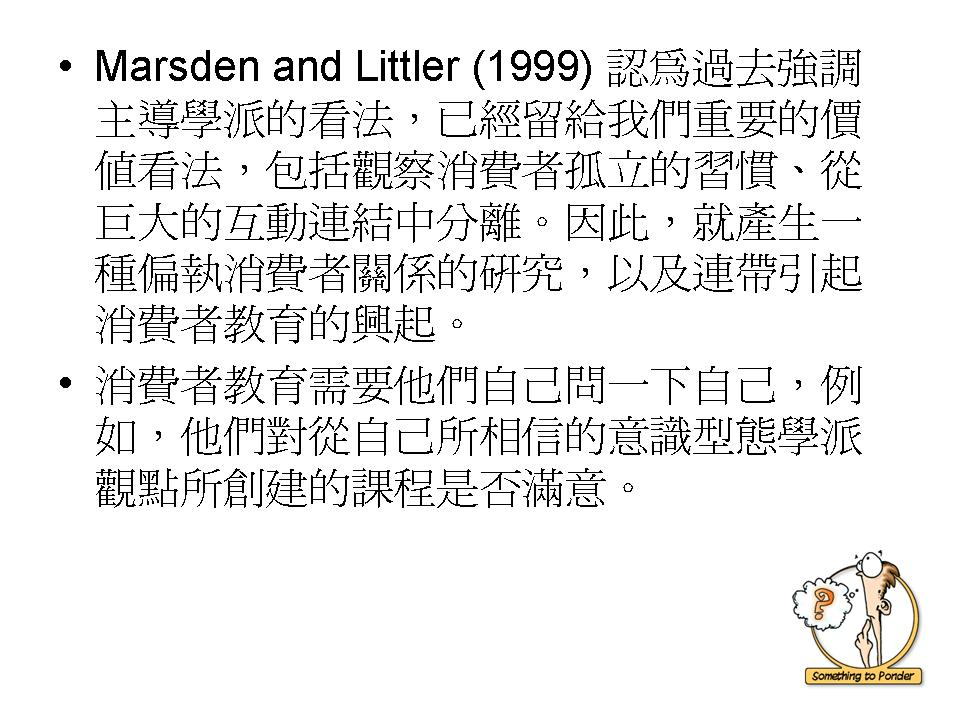 • Marsden and Littler (1999) 認為過去強調
主導學派的看法，已經留給我們重要的價
值看法，包括觀察消費者孤立的習慣、從
巨大的互動連結中分離。因此，就產生一
種偏執消費者關係的研究，以及連帶引起
消費者教育的興起。
• 消費者教育需要他們自己問一下自己，例
如，他們對從自己所相信的意識型態學派
觀點所創建的課程是否滿意。
?
Something to Ponder